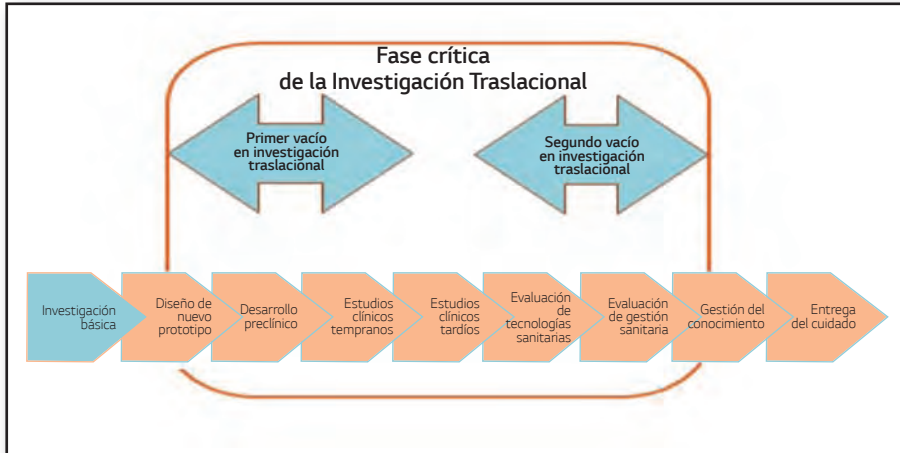 Fase crítica
de la Investigación Traslacional
Primer vacío
en investigación
traslacional
Segundo vacío
en investigación
traslacional
Investigación
básica
Diseño de
nuevo
prototipo
Desarrollo
preclínico
Estudios
clínicos
tempranos
Estudios
clínicos
tardíos
Evaluación
de
tecnologías
sanitarias
Evaluación
de gestión
sanitaria
Gestión del
conocimiento
Entrega
del cuidado